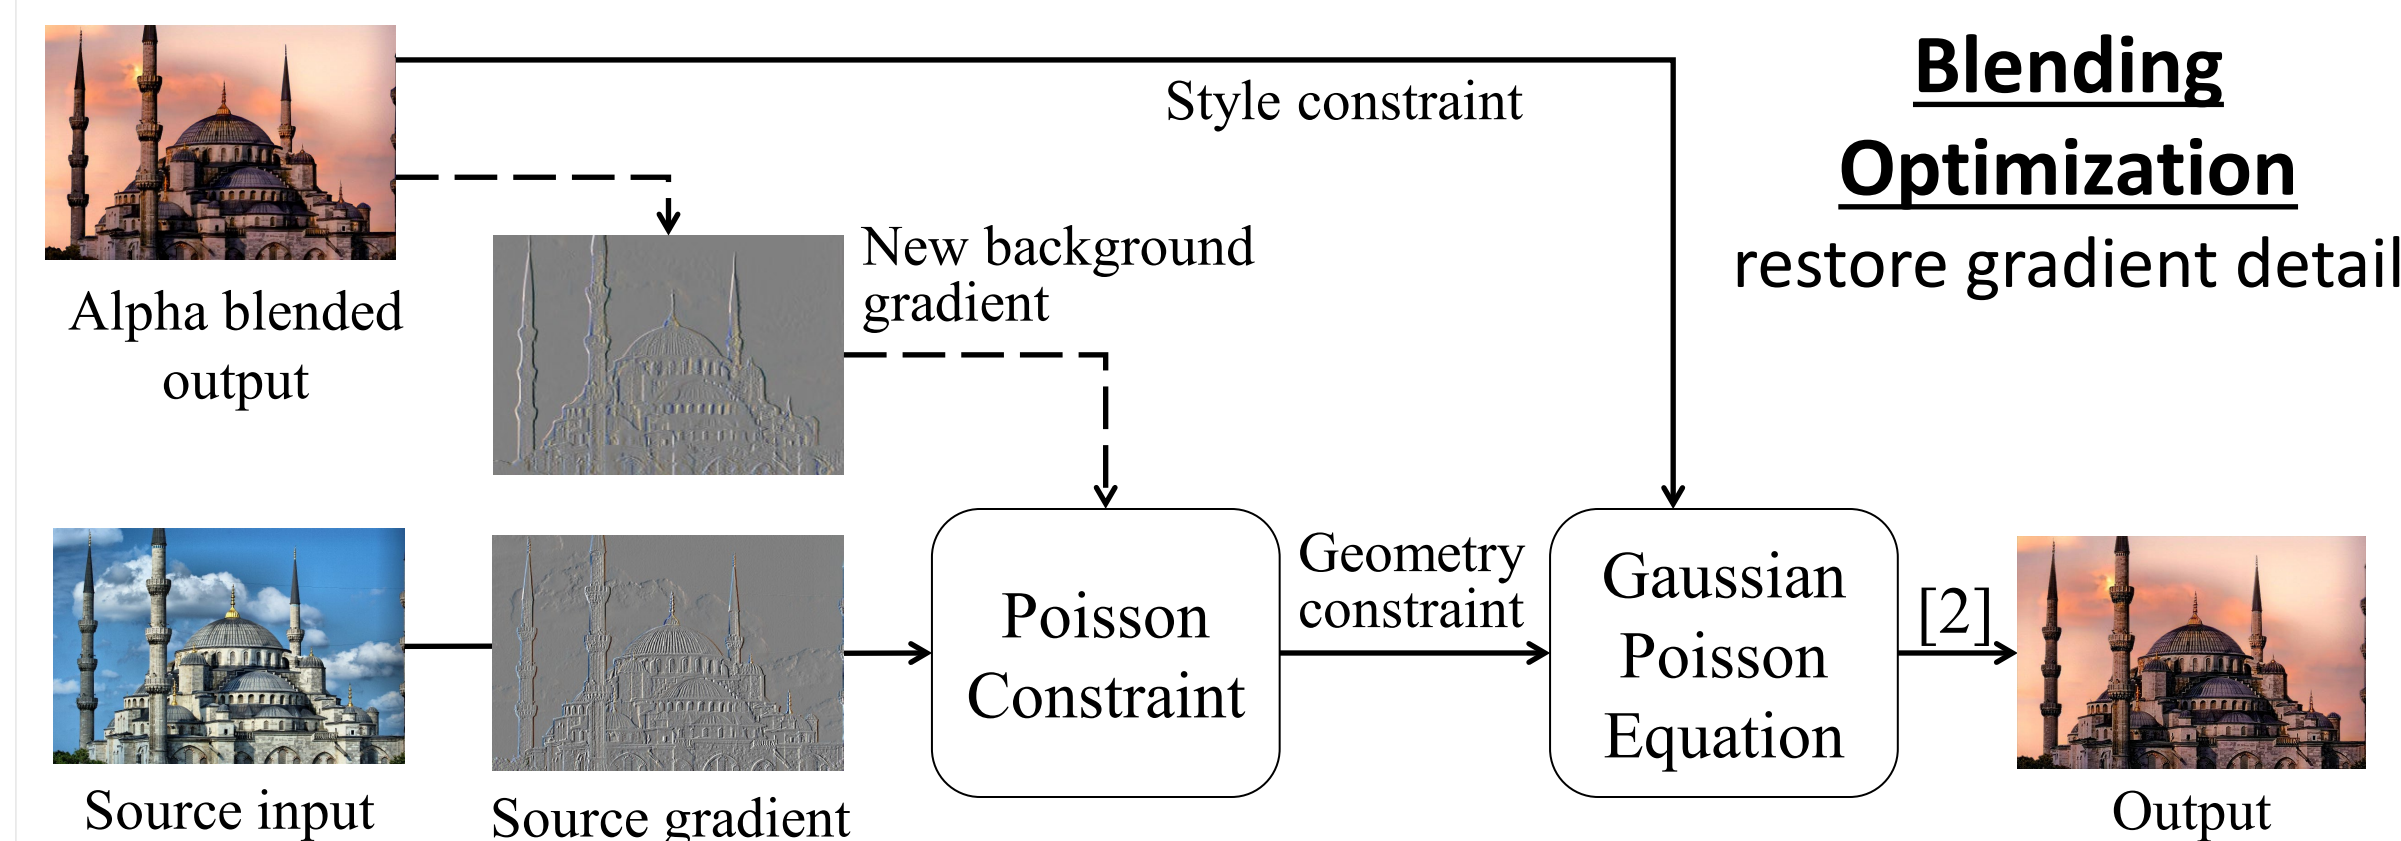 Blending
Optimization
restore gradient detail
Style constraint
Alpha blended
output
New background
gradient
Source input
Source gradient
Poisson
Constraint
Geometry
constraint
Gaussian
Poisson
Equation
[2]
Output